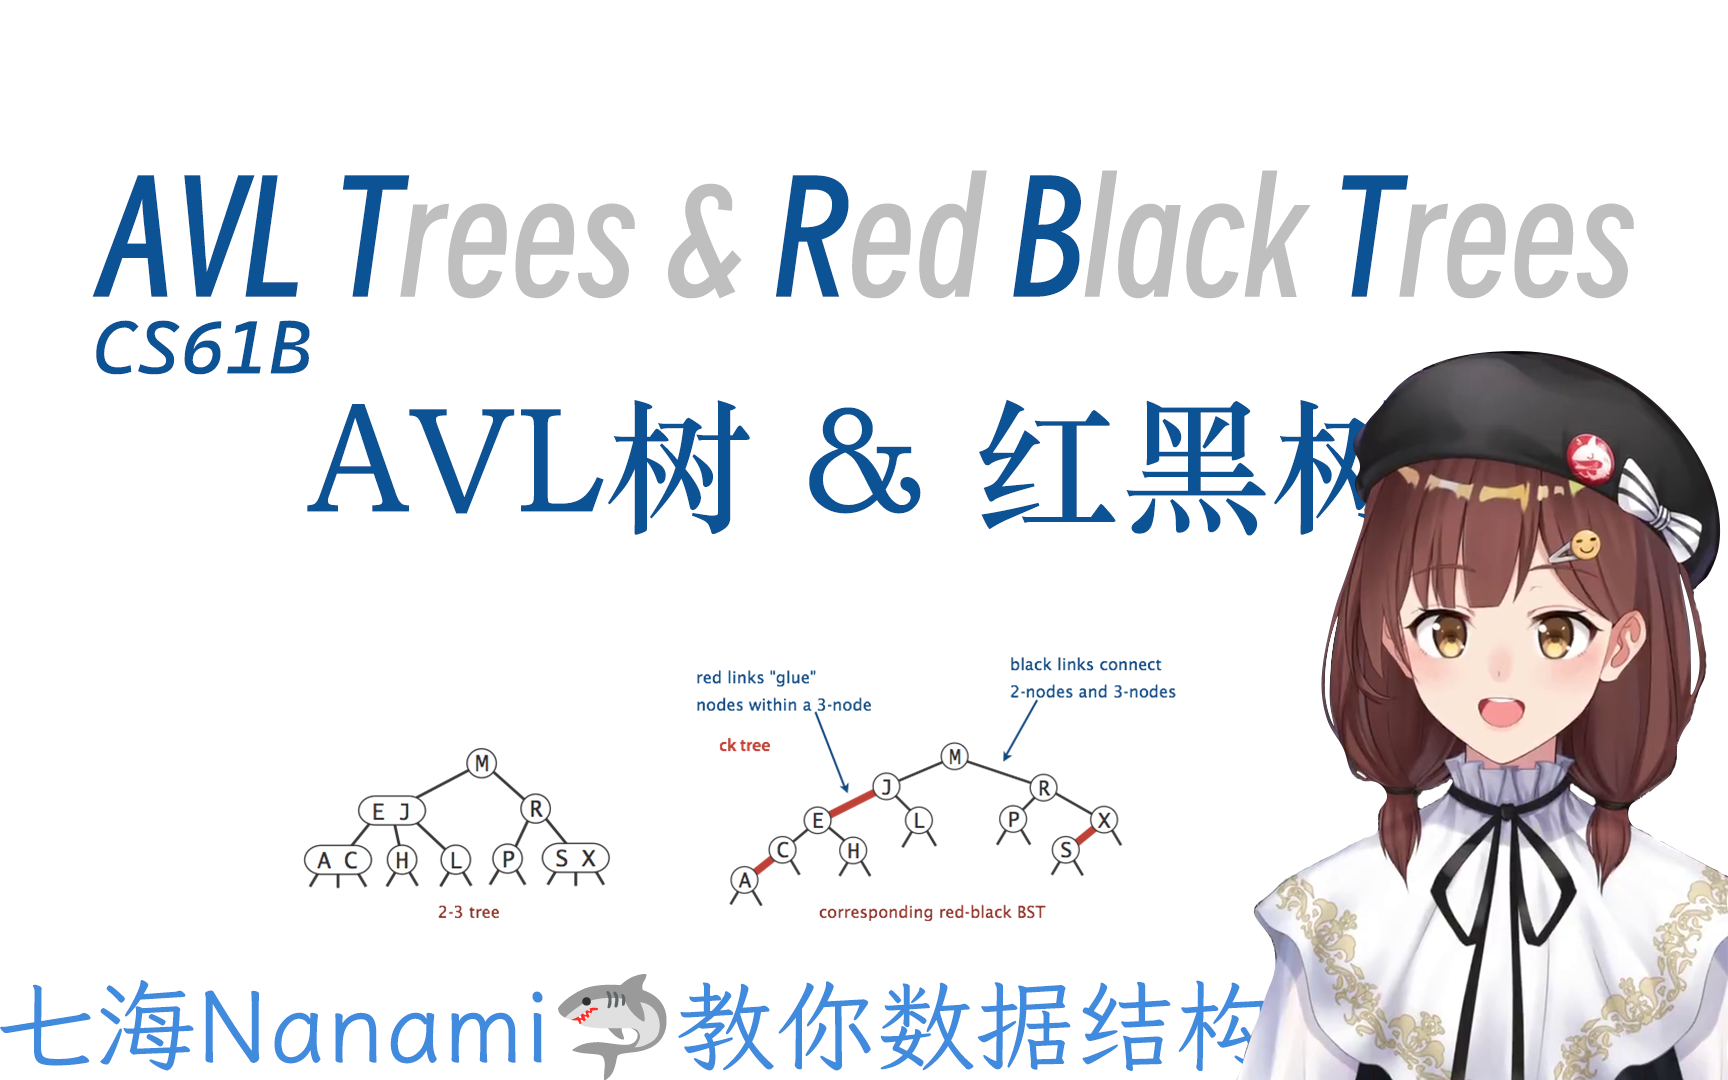 AVL Trees & Red Black Trees
CS61B
AVL树 & 红黑树
red links "glue"
nodes within a 3-node
black links connect
2-nodes and 3-nodes
ck tree
M
E J
R
A C
H
L
P
S X
2-3 tree
M
J
R
E
L
P
X
C
H
S
A
corresponding red-black BST
七海Nanami
教你数据结构